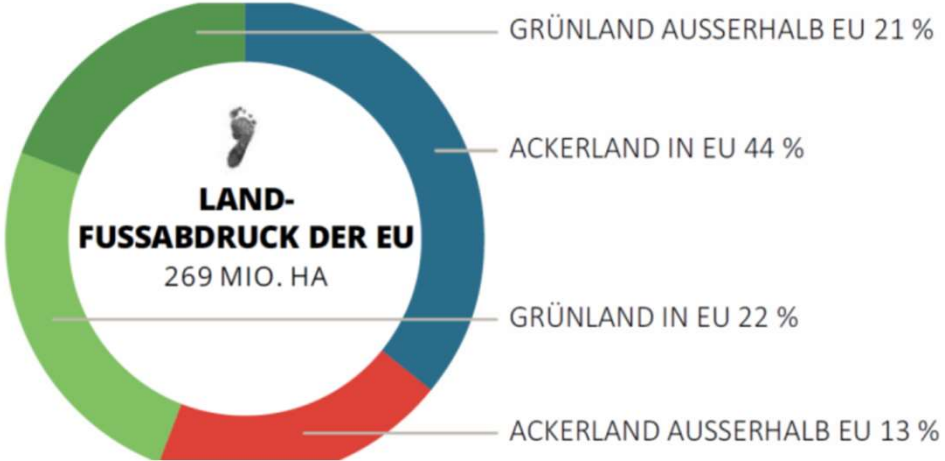 GRÜNLAND AUSSERHALB EU 21 %
ACKERLAND IN EU 44 %
LAND-
FUSSABDRUCK DER EU
269 MIO. HA
GRÜNLAND IN EU 22 %
ACKERLAND AUSSERHALB EU 13 %